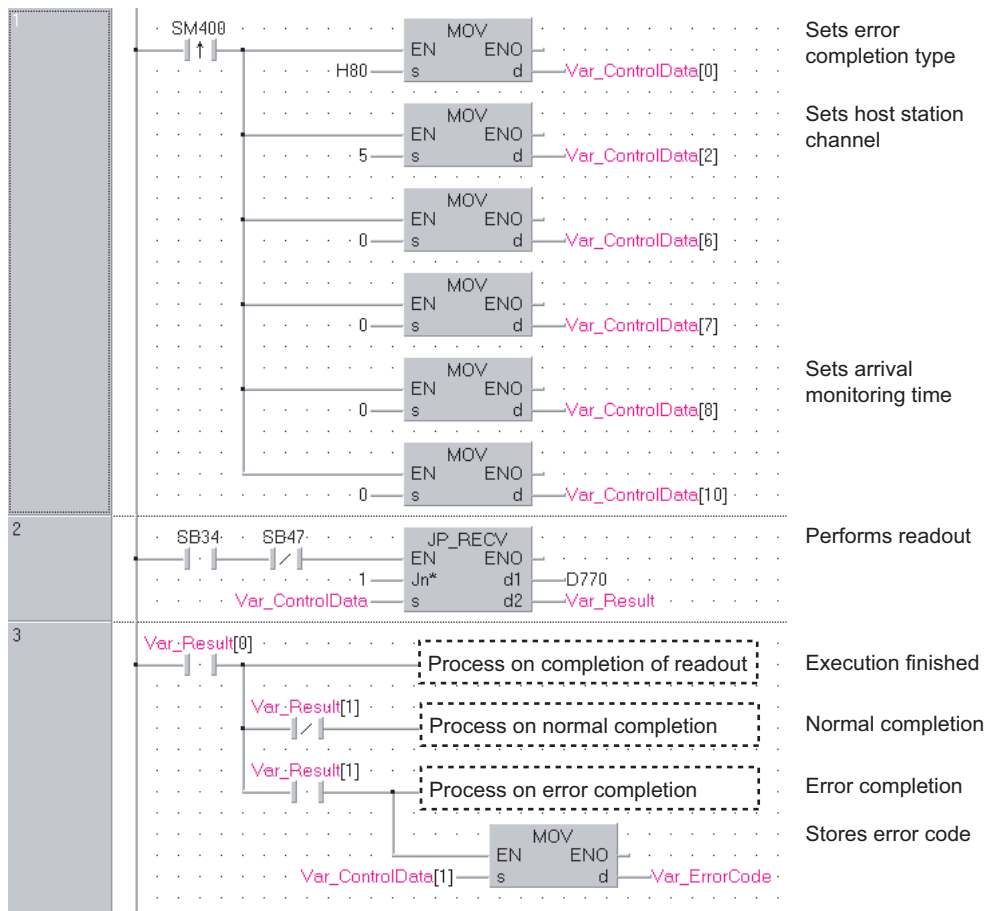 1
SM400
MOV
EN ENO
H80 s d Var_ControlData[0]
Sets error
completion type
MOV
EN ENO
5 s d Var_ControlData[2]
Sets host station
channel
MOV
EN ENO
0 s d Var_ControlData[6]
MOV
EN ENO
0 s d Var_ControlData[7]
MOV
EN ENO
0 s d Var_ControlData[8]
Sets arrival
monitoring time
MOV
EN ENO
0 s d Var_ControlData[10]
2
SB34 SB47
JP_RECV
EN ENO
1 Jn* d1 D770
Var_ControlData s d2 Var_Result
Performs readout
3
Var_Result[0]
Process on completion of readout
Execution finished
Var_Result[1]
Process on normal completion
Normal completion
Var_Result[1]
Process on error completion
Error completion
MOV
EN ENO
Var_ControlData[1] s d Var_ErrorCode
Stores error code